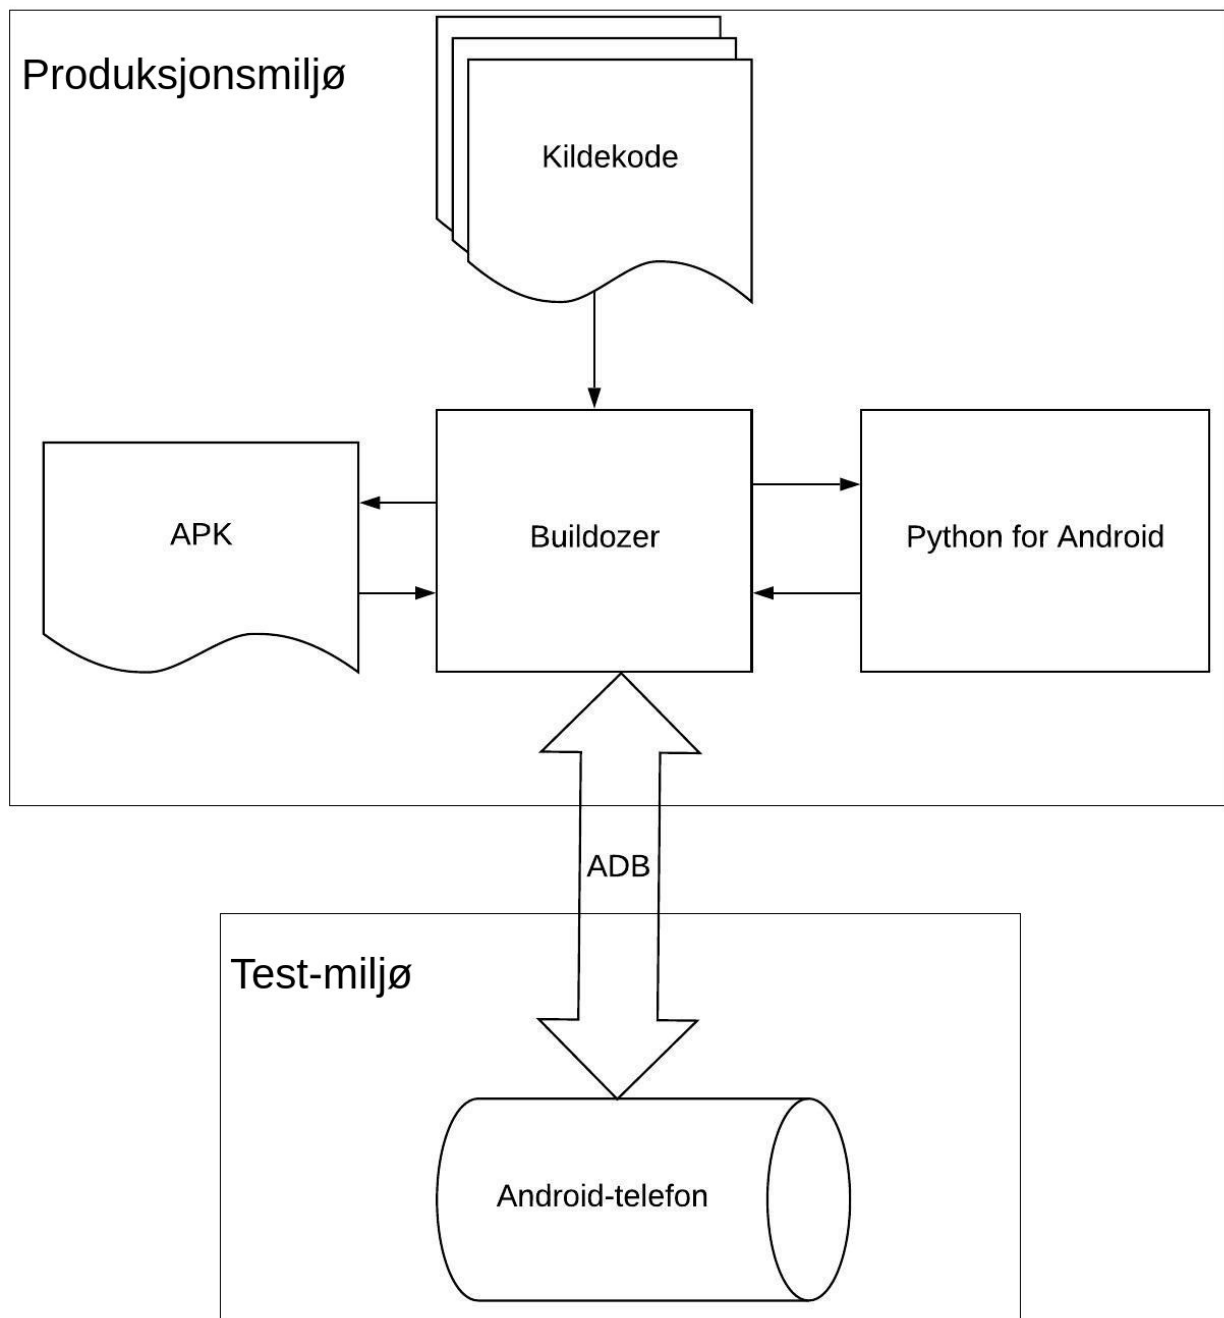 Produksjonsmiljø
Kildekode
APK
Buildozer
Python for Android
ADB
Test-miljø
Android-telefon